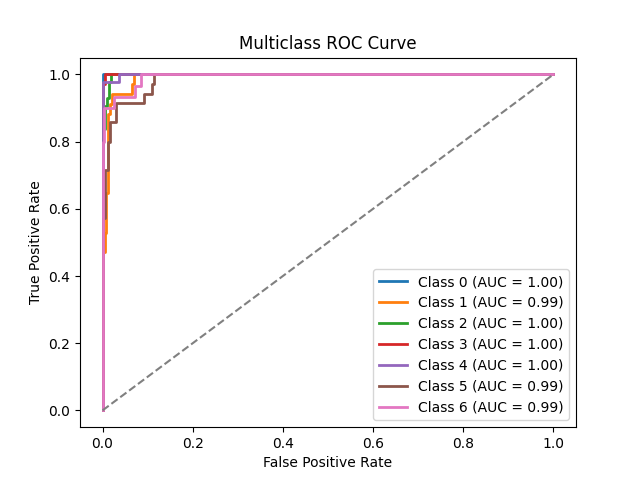 Multiclass ROC Curve
True Positive Rate
1.0
0.8
0.6
0.4
0.2
0.0
Class 0 (AUC = 1.00)
Class 1 (AUC = 0.99)
Class 2 (AUC = 1.00)
Class 3 (AUC = 1.00)
Class 4 (AUC = 1.00)
Class 5 (AUC = 0.99)
Class 6 (AUC = 0.99)
0.0 0.2 0.4 0.6 0.8 1.0
False Positive Rate